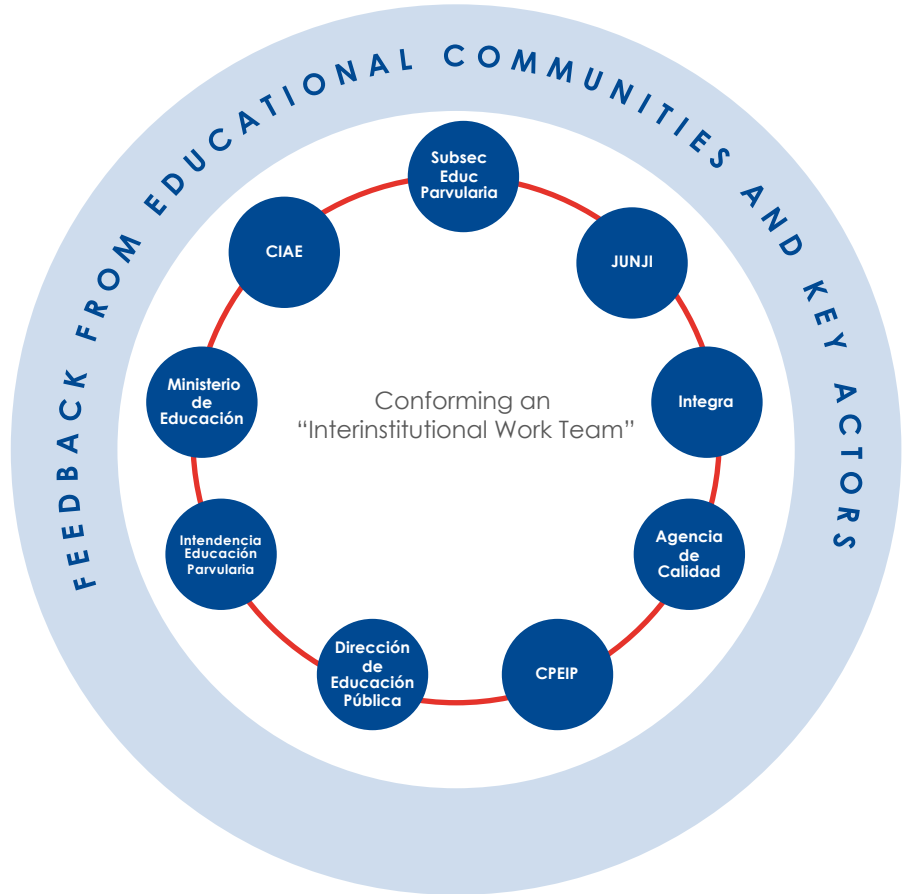 FEEDBACK FROM EDUCATIONAL COMMUNITIES AND KEY ACTORS
Subsec
Educ
Parvularia
JUNJI
Integra
Agencia
de
Calidad
CPEIP
Dirección
de
Educación
Pública
Intendencia
Educación
Parvularia
Ministerio
de
Educación
CIAE
Conforming an
“Interinstitutional Work Team”